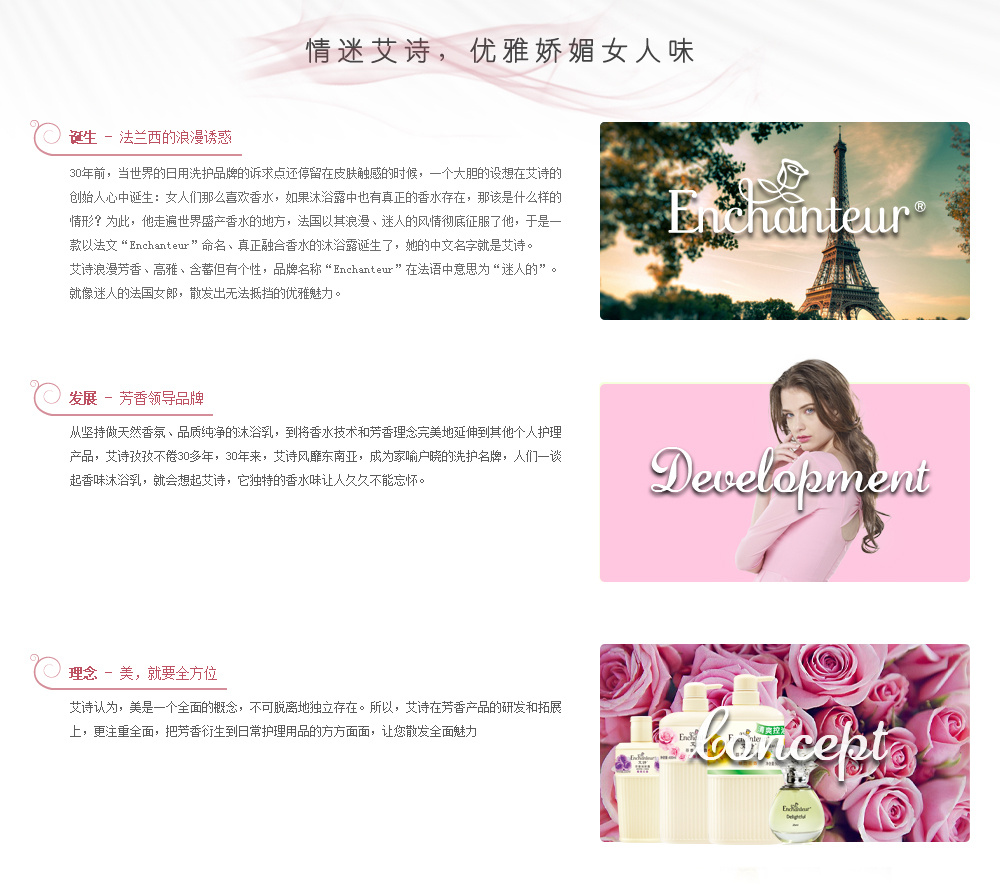 情迷艾诗，优雅娇媚女人味
诞生 - 法兰西的浪漫诱惑
30年前，当世界的日用洗护品牌的诉求点还停留在皮肤触感的时候，一个大胆的设想在艾诗的
创始人心中诞生：女人们那么喜欢香水，如果沐浴露中也有真正的香水存在，那该是什么样的
情形？为此，他走遍世界盛产香水的地方，法国以其浪漫、迷人的风情彻底征服了他，于是一
款以法文“Enchanteur”命名、真正融合香水的沐浴露诞生了，她的中文名字就是艾诗。
艾诗浪漫芳香、高雅、含蓄但有个性，品牌名称“Enchanteur”在法语中意思为“迷人的”。
就像迷人的法国女郎，散发出无法抵挡的优雅魅力。
Enchanteur®
发展 - 芳香领导品牌
从坚持做天然香氛、品质纯净的沐浴乳，到将香水技术和芳香理念完美地延伸到其他个人护理
产品，艾诗孜孜不倦30多年，30年来，艾诗风靡东南亚，成为家喻户晓的洗护名牌，人们一谈
起香味沐浴乳，就会想起艾诗，它独特的香水味让人久久不能忘怀。
Development
理念 - 美，就要全方位
艾诗认为，美是一个全面的概念，不可脱离地独立存在。所以，艾诗在芳香产品的研发和拓展
上，更注重全面，把芳香衍生到日常护理用品的方方面面，让您散发全面魅力
concept
Enchanteur
Enchanteur
Delightful